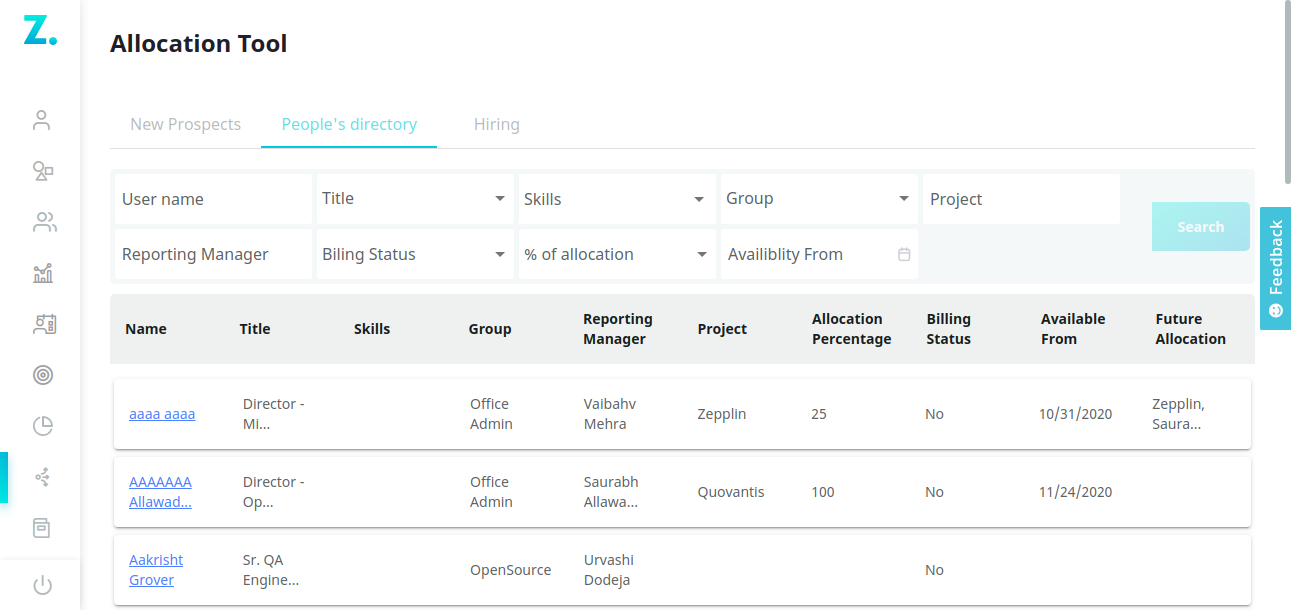 Z.
Allocation Tool
New Prospects People's directory Hiring
User name Title Skills Group Project
Search
Reporting Manager Biling Status % of allocation Availiblity From
Feedback
Name Title Skills Group Reporting Manager Project Allocation Percentage Billing Status Available From Future Allocation
aaaa aaaa Director - Mi... Office Admin Vaibahv Mehra Zepplin 25 No 10/31/2020 Zepplin, Saura...
AAAAAAA Allawad... Director - Op... Office Admin Saurabh Allawa... Quovantis 100 No 11/24/2020
Aakrisht Grover Sr. QA Engine... OpenSource Urvashi Dodeja No